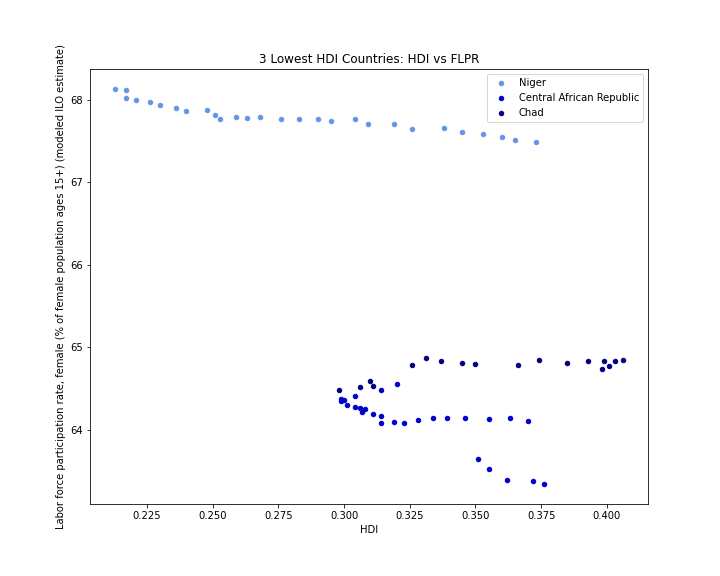 3 Lowest HDI Countries: HDI vs FLPR
Niger
Central African Republic
Chad
Labor force participation rate, female (% of female population ages 15+) (modeled ILO estimate)
68
67
66
65
64
0.225
0.250
0.275
0.300
0.325
0.350
0.375
0.400
HDI